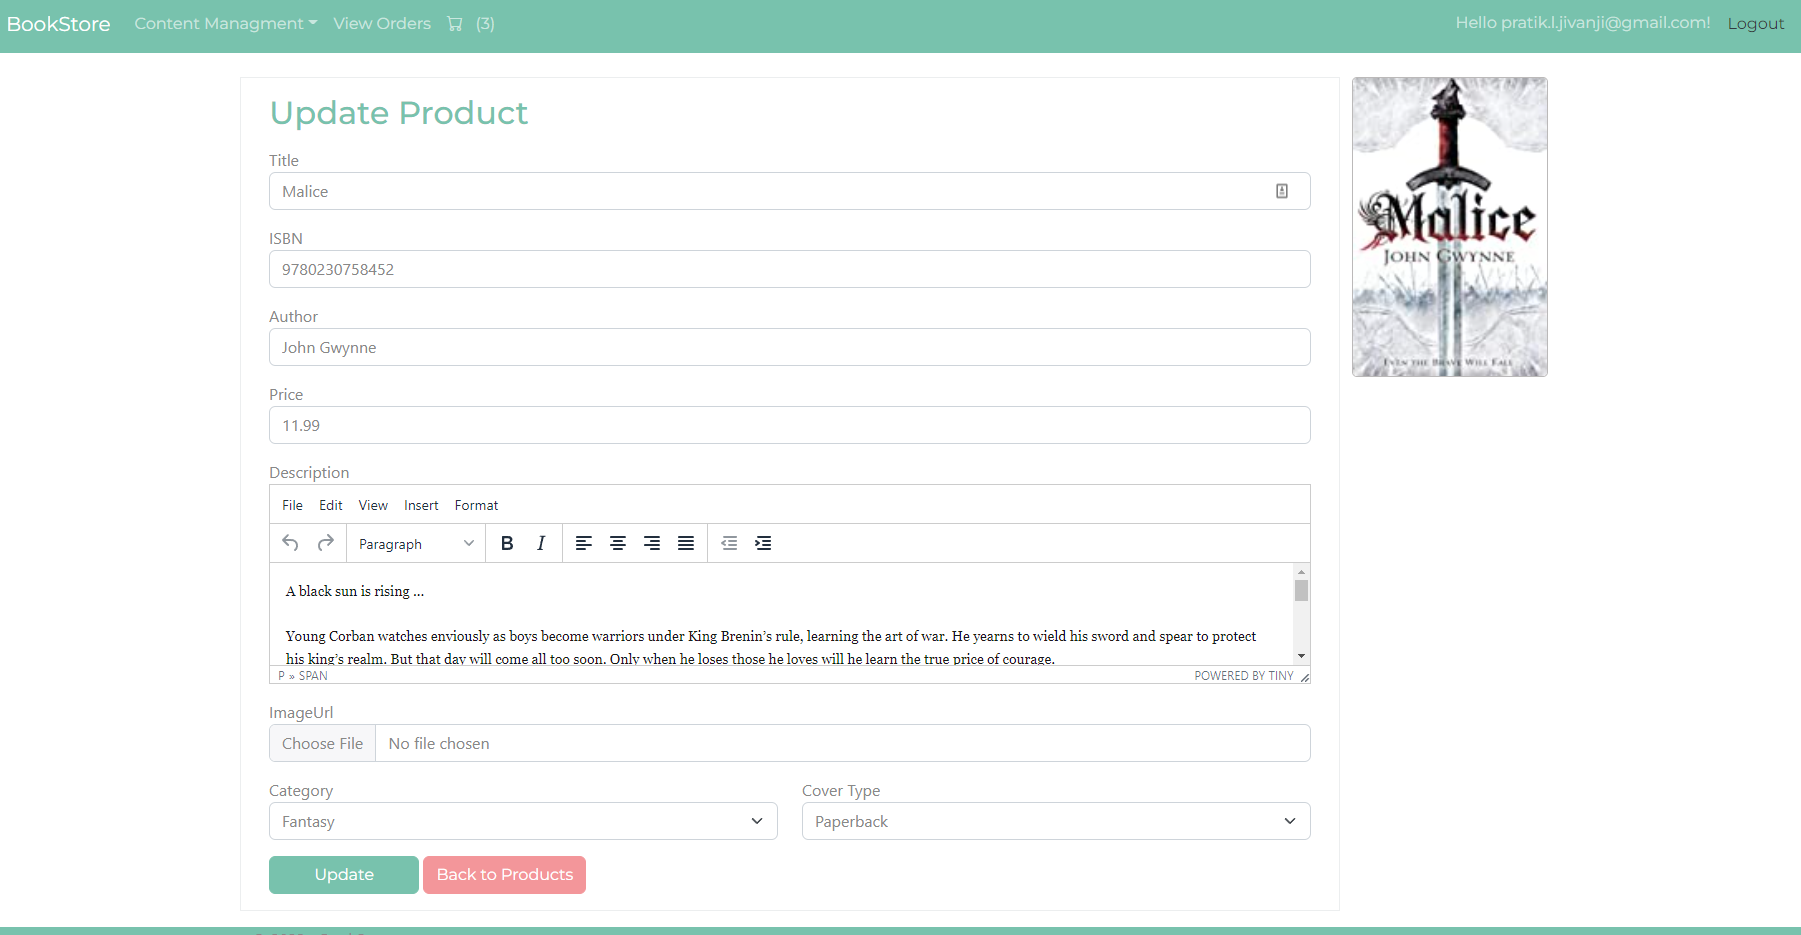 BookStore Content Managment View Orders (3) Hello pratik.l.jivanji@gmail.com! Logout
Update Product
Title
Malice
ISBN
9780230758452
Author
John Gwynne
Price
11.99
Description
File Edit View Insert Format
Paragraph B I
A black sun is rising ...
Young Corban watches enviously as boys become warriors under King Brenin’s rule, learning the art of war. He yearns to wield his sword and spear to protect
his king’s realm. But that day will come all too soon. Only when he loses those he loves will he learn the true price of courage.
P » SPAN POWERED BY TINY
ImageUrl
Choose File No file chosen
Category Cover Type
Fantasy Paperback
Update Back to Products
Malice
JOHN GWYNNE
EVEN THE BRAVE WILL FALL